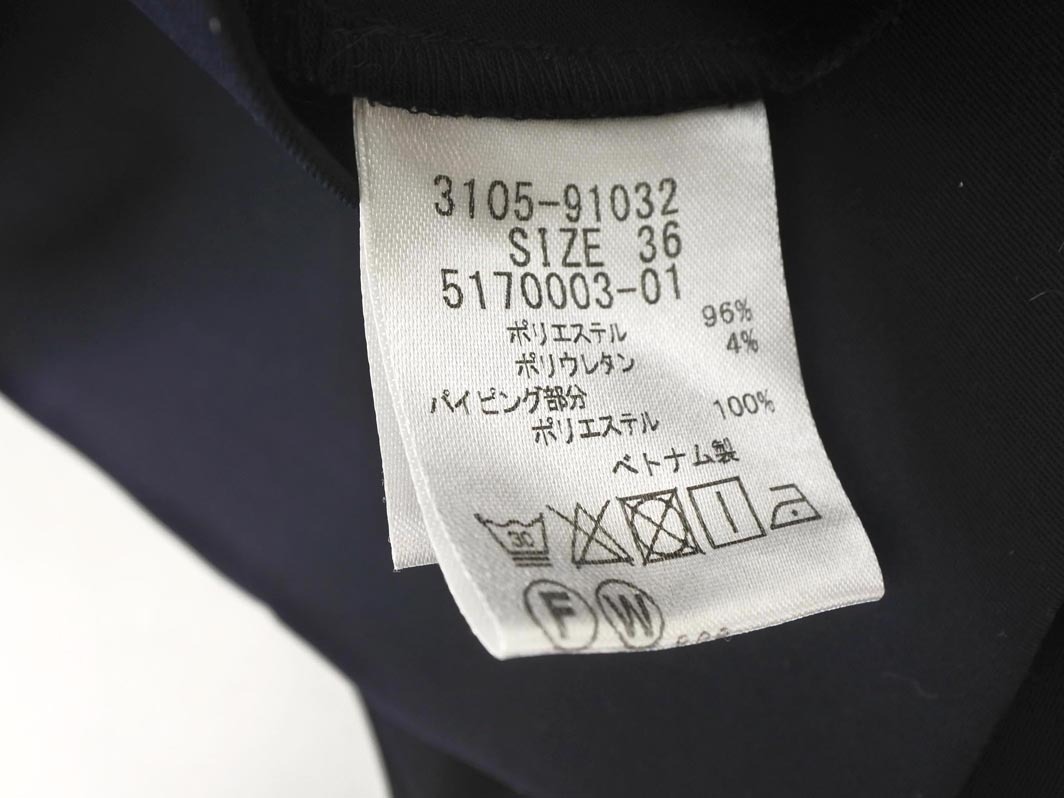 3105-91032
SIZE 36
5170003-01
ポリエステル 96%
ポリウレタン 4%
パイピング部分
ポリエステル 100%
ベトナム製
30
F W